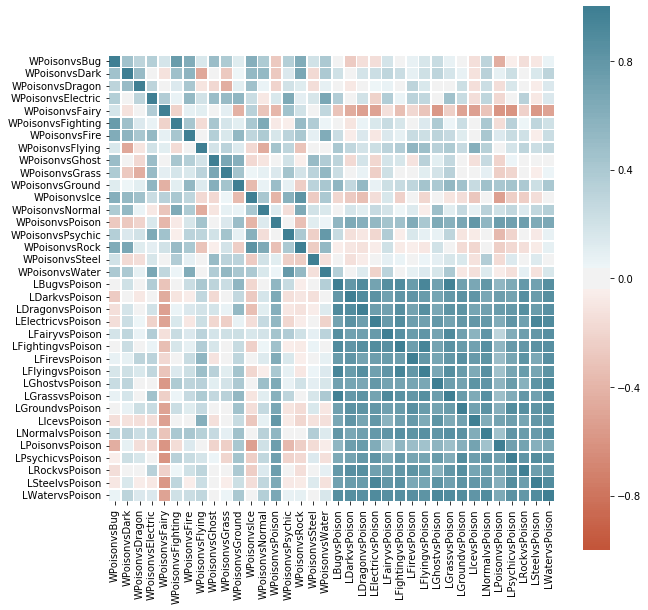 WPoisonvsBug
WPoisonvsDark
WPoisonvsDragon
WPoisonvsElectric
WPoisonvsFairy
WPoisonvsFighting
WPoisonvsFire
WPoisonvsFlying
WPoisonvsGhost
WPoisonvsGrass
WPoisonvsGround
WPoisonvsIce
WPoisonvsNormal
WPoisonvsPoison
WPoisonvsPsychic
WPoisonvsRock
WPoisonvsSteel
WPoisonvsWater
LBugvsPoison
LDarkvsPoison
LDragonvsPoison
LElectricvsPoison
LFairyvsPoison
LFightingvsPoison
LFirevsPoison
LFlyingvsPoison
LGhostvsPoison
LGrassvsPoison
LGroundvsPoison
LIcevsPoison
LNormalvsPoison
LPoisonvsPoison
LPsychicvsPoison
LRockvsPoison
LSteelvsPoison
LWatervsPoison
WPoisonvsBug
WPoisonvsDark
WPoisonvsDragon
WPoisonvsElectric
WPoisonvsFairy
WPoisonvsFighting
WPoisonvsFire
WPoisonvsFlying
WPoisonvsGhost
WPoisonvsGrass
WPoisonvsGround
WPoisonvsIce
WPoisonvsNormal
WPoisonvsPoison
WPoisonvsPsychic
WPoisonvsRock
WPoisonvsSteel
WPoisonvsWater
LBugvsPoison
LDarkvsPoison
LDragonvsPoison
LElectricvsPoison
LFairyvsPoison
LFightingvsPoison
LFirevsPoison
LFlyingvsPoison
LGhostvsPoison
LGrassvsPoison
LGroundvsPoison
LIcevsPoison
LNormalvsPoison
LPoisonvsPoison
LPsychicvsPoison
LRockvsPoison
LSteelvsPoison
LWatervsPoison
0.8
0.4
0.0
−0.4
−0.8